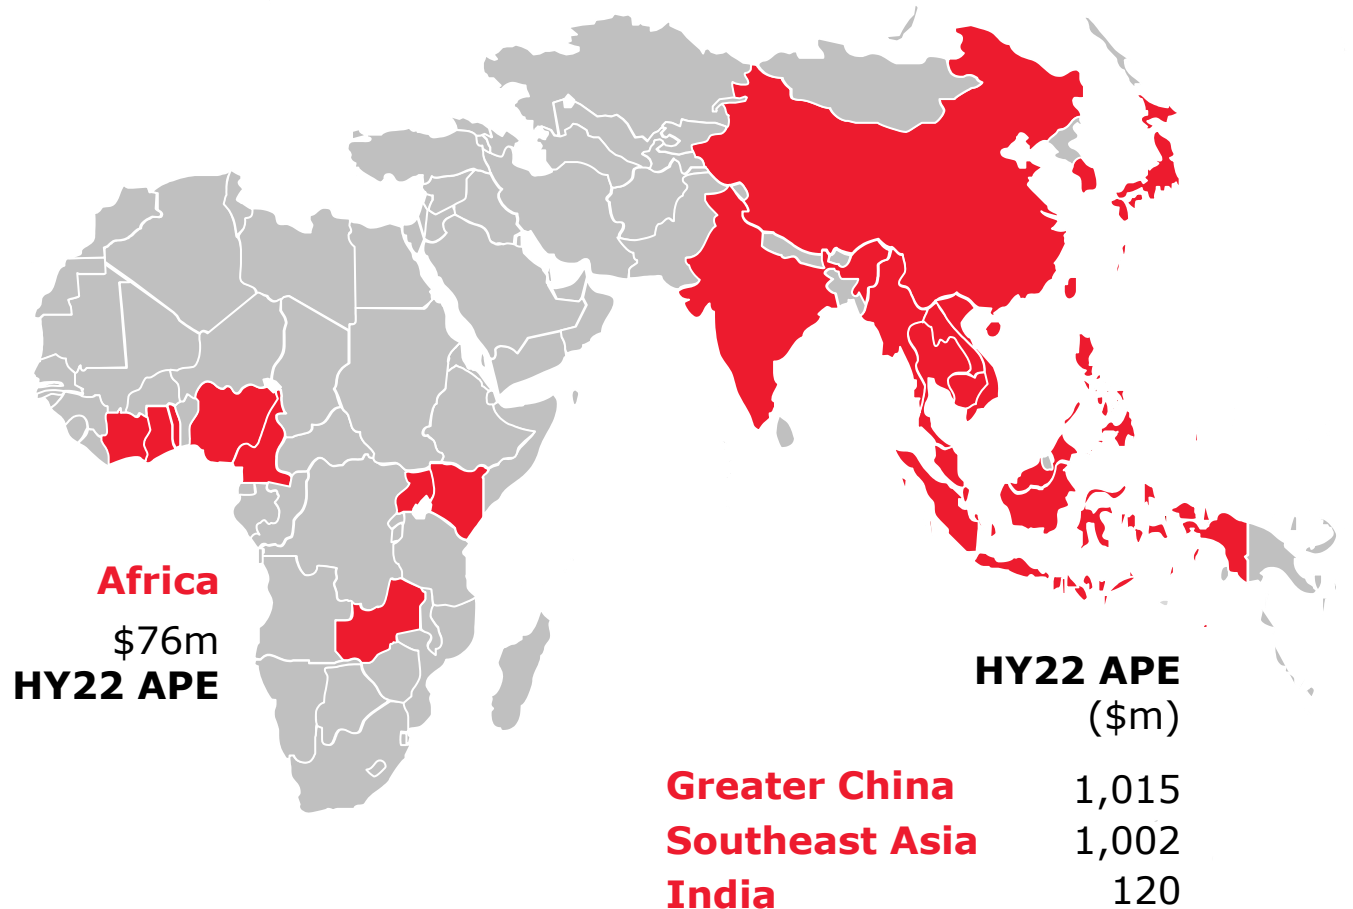 Africa
$76m
HY22 APE
HY22 APE
($m)
Greater China 1,015
Southeast Asia 1,002
India 120